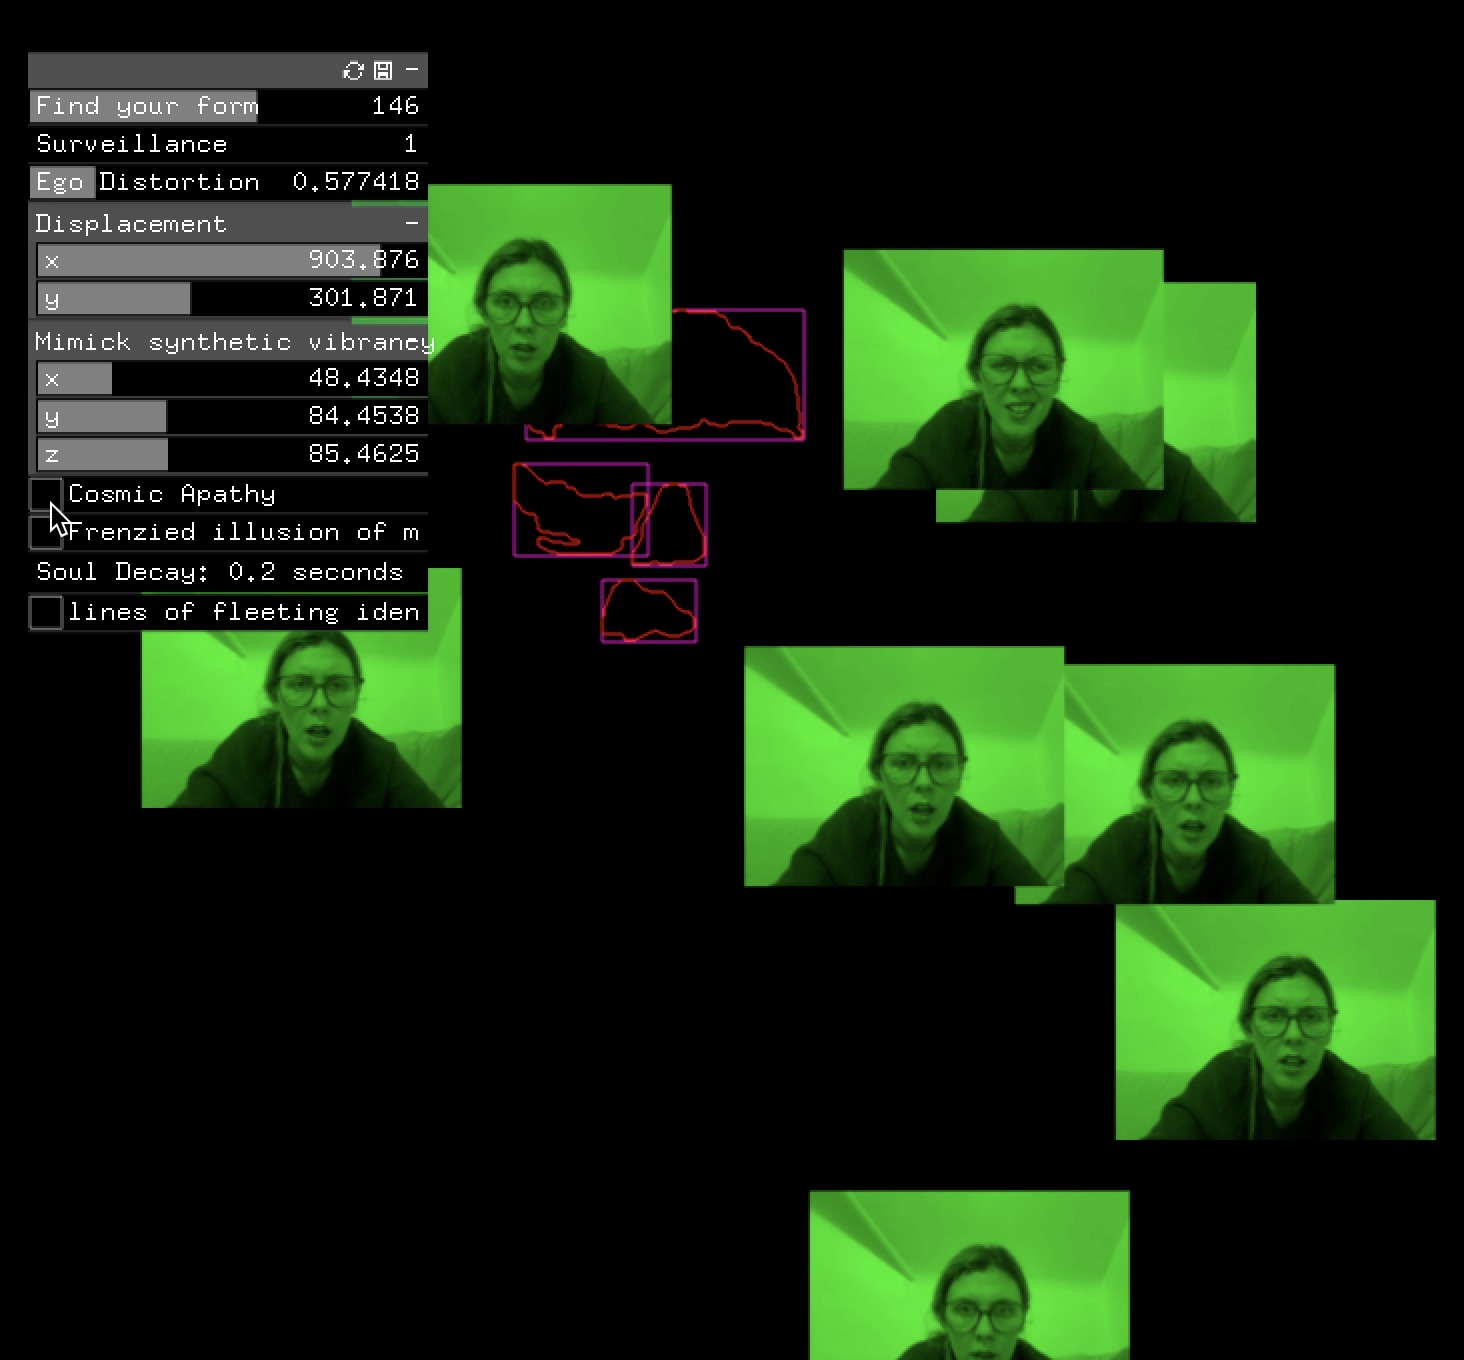 Find your form 146
Surveillance 1
Ego Distortion 0.577418
Displacement -
x 903.876
y 301.871
Mimick synthetic vibrancy
x 48.4348
y 84.4538
z 85.4625
Cosmic Apathy
Frenzied illusion of m
Soul Decay: 0.2 seconds
lines of fleeting iden